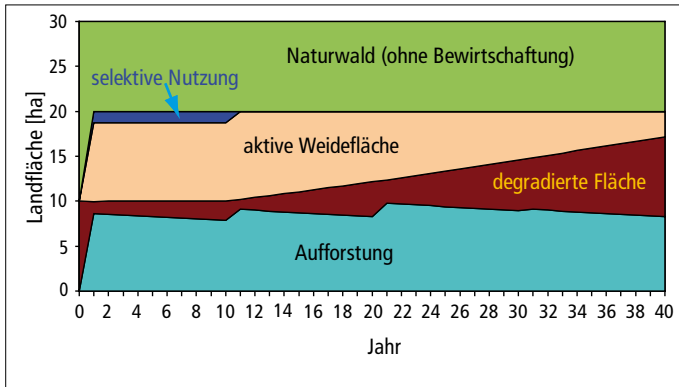 Landfläche [ha]
30
25
20
15
10
5
0
Naturwald (ohne Bewirtschaftung)
selektive Nutzung
aktive Weidefläche
degradierte Fläche
Aufforstung
0 2 4 6 8 10 12 14 16 18 20 22 24 26 28 30 32 34 36 38 40
Jahr